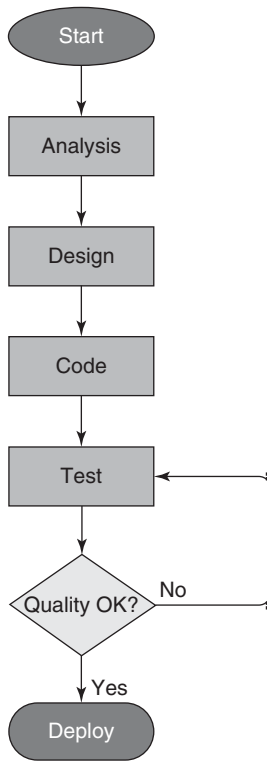 Start
Analysis
Design
Code
Test
Quality OK?
No
Yes
Deploy